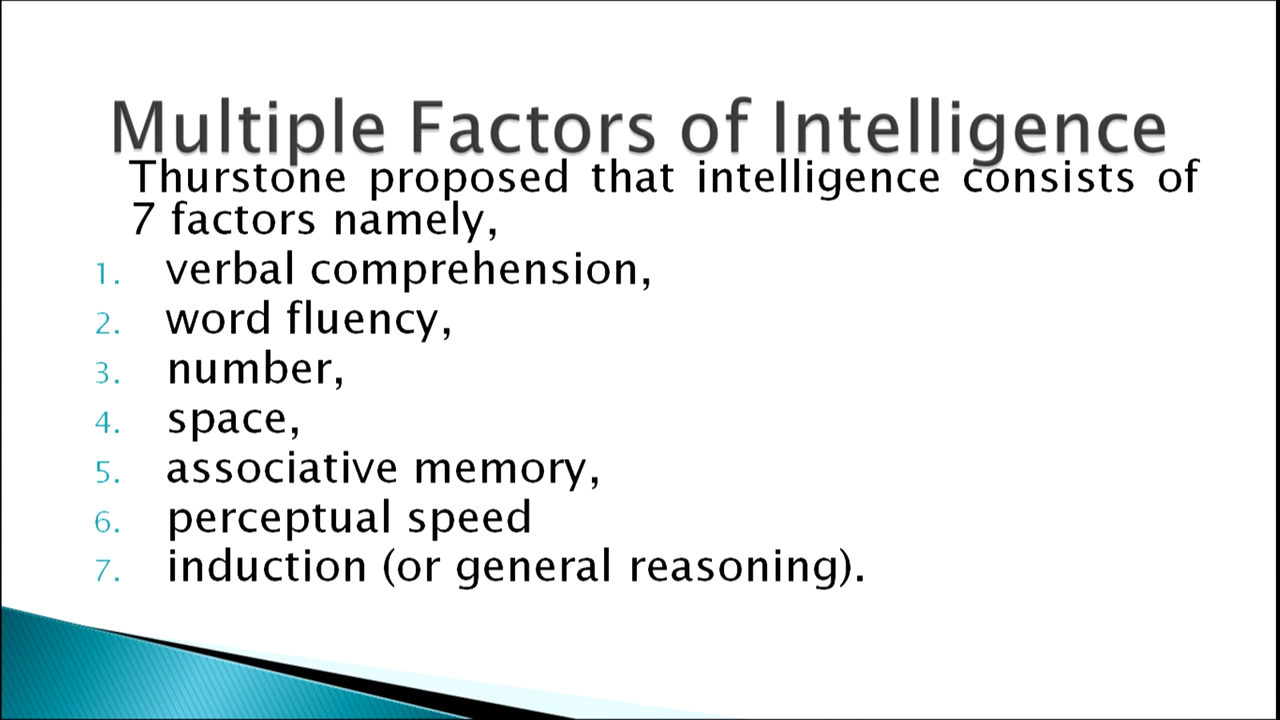 Multiple Factors of Intelligence
Thurstone proposed that intelligence consists of
7 factors namely,
1. verbal comprehension,
2. word fluency,
3. number,
4. space,
5. associative memory,
6. perceptual speed
7. induction (or general reasoning).